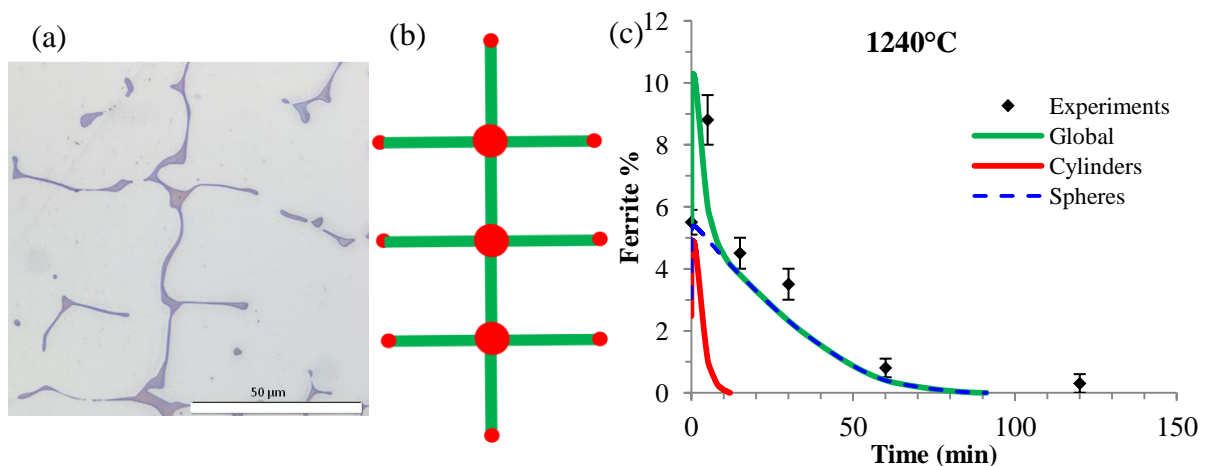 (a)
50 µm
(b)
(c)
1240°C
Ferrite %
12
10
8
6
4
2
0
Experiments
Global
Cylinders
Spheres
0
50
100
150
Time (min)